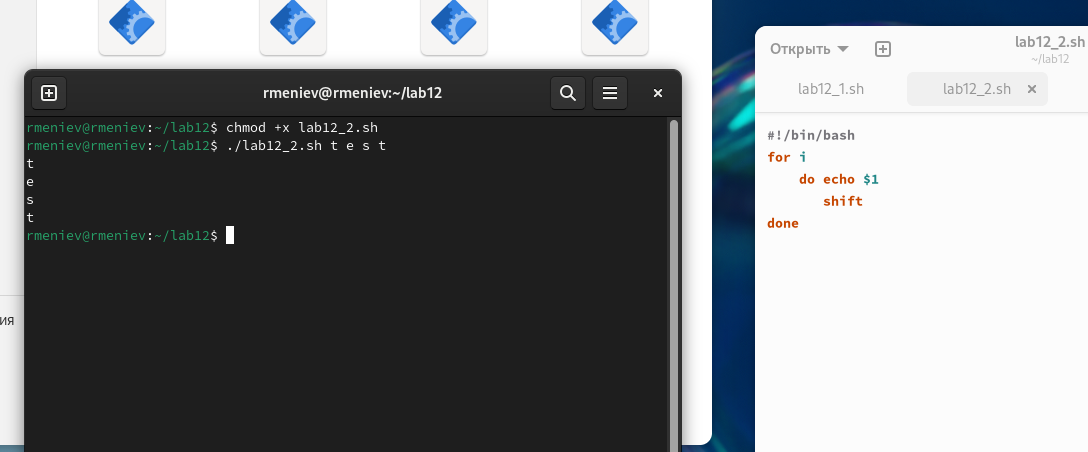 rmeniev@rmeniev:~/lab12
rmeniev@rmeniev:~/lab12$ chmod +x lab12_2.sh
rmeniev@rmeniev:~/lab12$ ./lab12_2.sh t e s t
t
e
s
t
rmeniev@rmeniev:~/lab12$
ия
Открыть
lab12_2.sh
~/lab12
lab12_1.sh
lab12_2.sh
#!/bin/bash
for i
do echo $1
shift
done